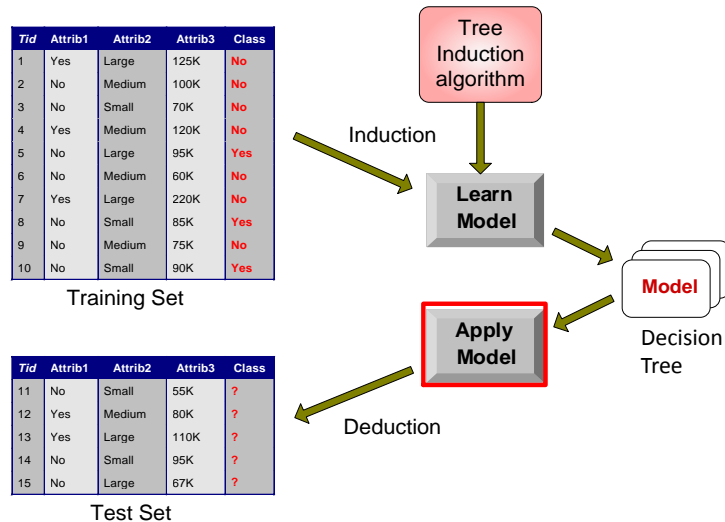 Tid Attrib1 Attrib2 Attrib3 Class
1 Yes Large 125K No
2 No Medium 100K No
3 No Small 70K No
4 Yes Medium 120K No
5 No Large 95K Yes
6 No Medium 60K No
7 Yes Large 220K No
8 No Small 85K Yes
9 No Medium 75K No
10 No Small 90K Yes
Training Set
Tree
Induction
algorithm
Induction
Learn
Model
Model
Decision
Tree
Apply
Model
Deduction
Tid Attrib1 Attrib2 Attrib3 Class
11 No Small 55K ?
12 Yes Medium 80K ?
13 Yes Large 110K ?
14 No Small 95K ?
15 No Large 67K ?
Test Set